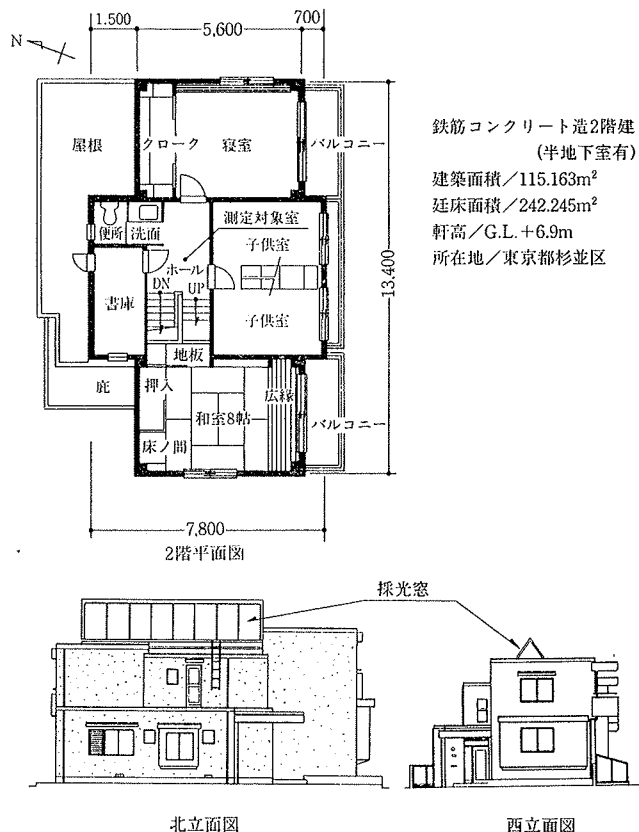 1.500
5,600
700
N
屋根
クローク
寝室
バルコニー
便所
洗面
測定対象室
子供室
ホール
DN
UP
書庫
子供室
13,400
地板
庇
押入
和室8帖
広縁
バルコニー
床ノ間
7,800
2階平面図
鉄筋コンクリート造2階建
(半地下室有)
建築面積/115.163m²
廷床面積/242.245m²
軒高/G.L.+6.9m
所在地/東京都杉並区
採光窓
北立面図
西立面図